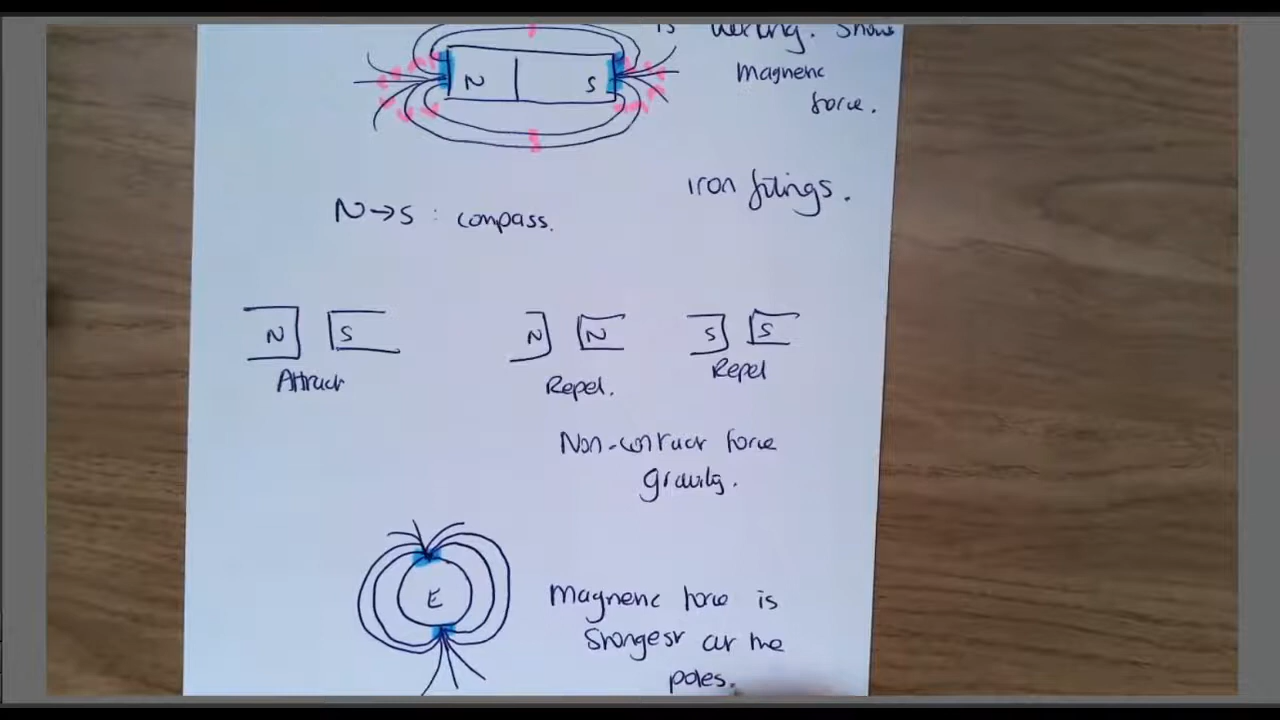 is working. Shows
Magnetic
force.
N S
Iron filings.
N→S : compass.
N S
N N
S S
Attract
Repel.
Repel
Non-contact force
gravity.
E
Magnetic force is
Strongest at the
poles.